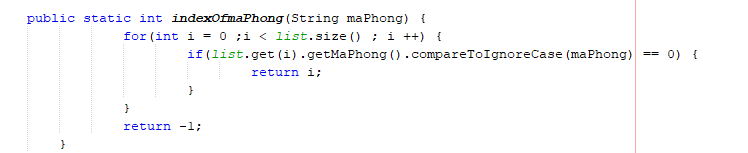 public static int indexOfmaPhong(String maPhong) {
for(int i = 0 ;i < list.size() ; i ++) {
if(list.get(i).getMaPhong().compareToIgnoreCase(maPhong) == 0) {
return i;
}
}
return -1;
}